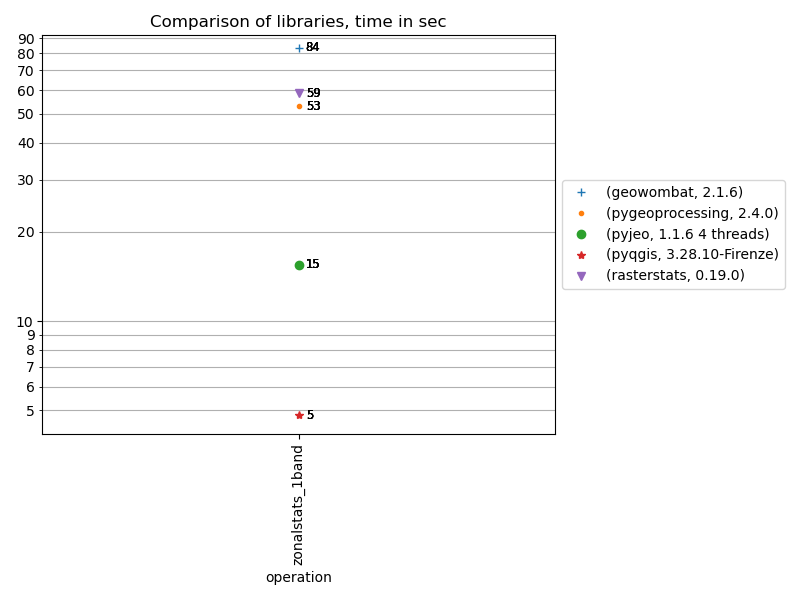 Comparison of libraries, time in sec
90
80
70
60
50
40
30
20
10
9
8
7
6
5
84
59
53
15
5
zonalstats_1band
operation
(geowombat, 2.1.6)
(pygeoprocessing, 2.4.0)
(pyjeo, 1.1.6 4 threads)
(pyqgis, 3.28.10-Firenze)
(rasterstats, 0.19.0)